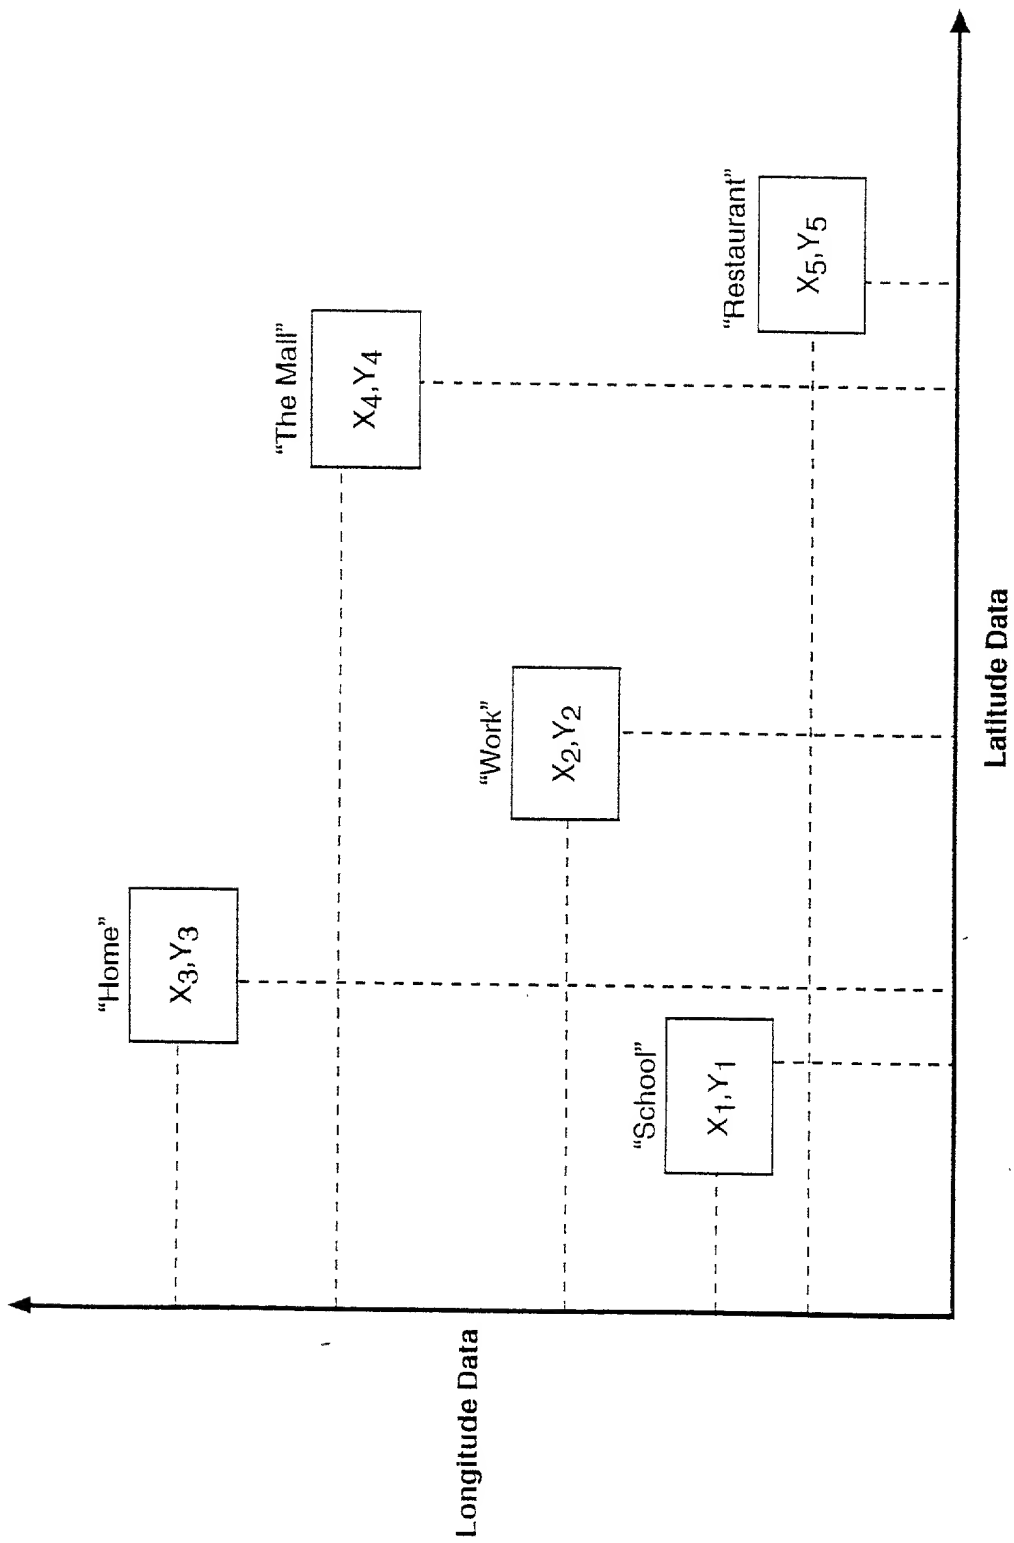 “Home”
X3,Y3
“The Mall”
X4,Y4
“Work”
X2,Y2
“School”
X1,Y1
“Restaurant”
X5,Y5
Longitude Data
Latitude Data